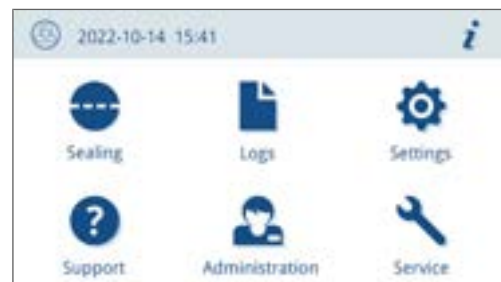 2022-10-14 15:41 i
Sealing Logs Settings
?
Support Administration Service